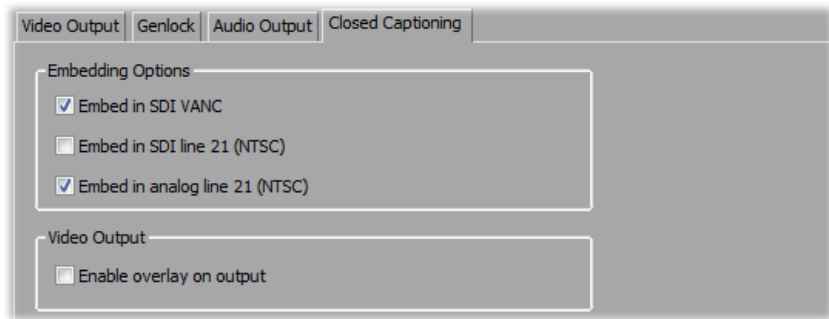 Video Output Genlock Audio Output Closed Captioning
Embedding Options
Embed in SDI VANC
Embed in SDI line 21 (NTSC)
Embed in analog line 21 (NTSC)
Video Output
Enable overlay on output